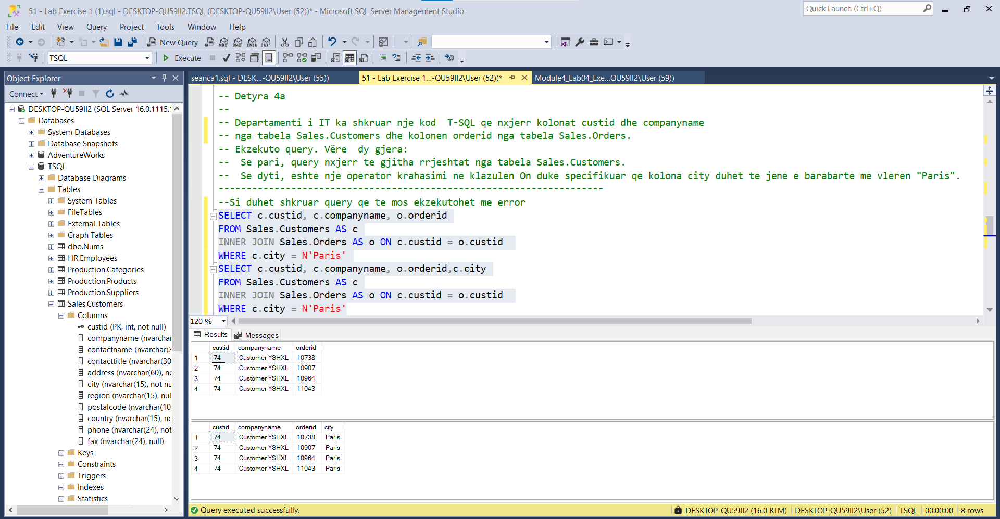 51 - Lab Exercise 1 (1).sql - DESKTOP-QU59II2.TSQL (DESKTOP-QU59II2\User (52))* - Microsoft SQL Server Management Studio
Quick Launch (Ctrl+Q)
File Edit View Query Project Tools Window Help
New Query MDX DMX XMLA DAX
TSQL Execute
Object Explorer
Connect
DESKTOP-QU59II2 (SQL Server 16.0.1115.1
Databases
System Databases
Database Snapshots
AdventureWorks
TSQL
Database Diagrams
Tables
System Tables
FileTables
External Tables
Graph Tables
dbo.Nums
HR.Employees
Production.Categories
Production.Products
Production.Suppliers
Sales.Customers
Columns
custid (PK, int, not null)
companyname (nvarchar
contactname (nvarchar(3
contacttitle (nvarchar(30
address (nvarchar(60), nc
city (nvarchar(15), not nu
region (nvarchar(15), nul
postalcode (nvarchar(10
country (nvarchar(15), nc
phone (nvarchar(24), not
fax (nvarchar(24), null)
Keys
Constraints
Triggers
Indexes
Statistics
seanca1.sql - DESK...-QU59II2\User (55))
51 - Lab Exercise 1...-QU59II2\User (52))*
Module4_Lab04_Exe...QU59II2\User (59))
-- Detyra 4a
--
-- Departamenti i IT ka shkruar nje kod  T-SQL qe nxjerr kolonat custid dhe companyname
-- nga tabela Sales.Customers dhe kolonen orderid nga tabela Sales.Orders.
-- Ekzekuto query. Vëre  dy gjera:
--  Se pari, query nxjerr te gjitha rrjeshtat nga tabela Sales.Customers.
--  Se dyti, eshte nje operator krahasimi ne klazulen On duke specifikuar qe kolona city duhet te jene e barabarte me vleren "Paris".
---------------------------------------------------------------------
--Si duhet shkruar query qe te mos ekzekutohet me error
SELECT c.custid, c.companyname, o.orderid
FROM Sales.Customers AS c
INNER JOIN Sales.Orders AS o ON c.custid = o.custid
WHERE c.city = N'Paris'
SELECT c.custid, c.companyname, o.orderid,c.city
FROM Sales.Customers AS c
INNER JOIN Sales.Orders AS o ON c.custid = o.custid
WHERE c.city = N'Paris'
120 %
Results Messages
custid companyname orderid
1 74 Customer YSHXL 10738
2 74 Customer YSHXL 10907
3 74 Customer YSHXL 10964
4 74 Customer YSHXL 11043
custid companyname orderid city
1 74 Customer YSHXL 10738 Paris
2 74 Customer YSHXL 10907 Paris
3 74 Customer YSHXL 10964 Paris
4 74 Customer YSHXL 11043 Paris
Query executed successfully.
DESKTOP-QU59II2 (16.0 RTM) DESKTOP-QU59II2\User (52) TSQL 00:00:00 8 rows